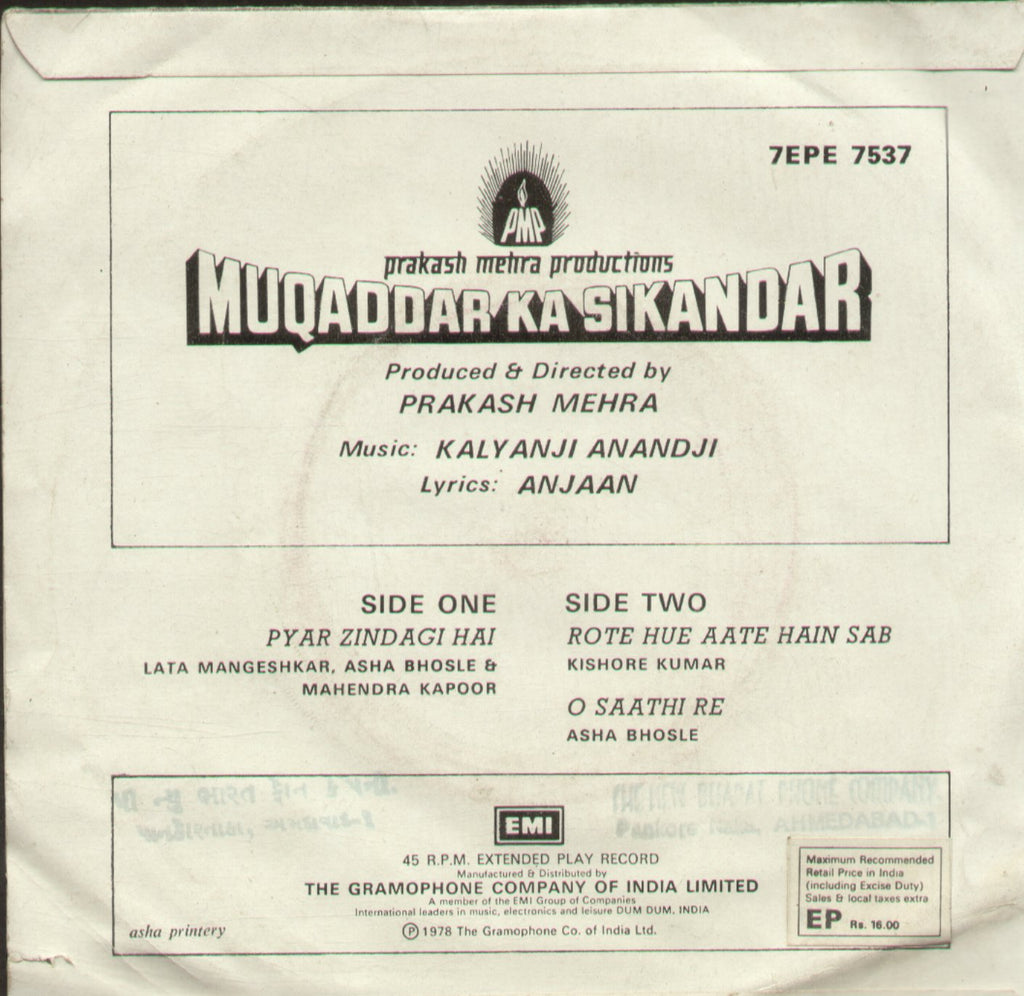 7EPE 7537
PMP
prakash mehra productions
MUQADDAR KA SIKANDAR
Produced & Directed by
PRAKASH MEHRA
Music: KALYANJI ANANDJI
Lyrics: ANJAAN
SIDE ONE
PYAR ZINDAGI HAI
LATA MANGESHKAR, ASHA BHOSLE &
MAHENDRA KAPOOR
SIDE TWO
ROTE HUE AATE HAIN SAB
KISHORE KUMAR
O SAATHI RE
ASHA BHOSLE
THE NEW BHARAT PHONE COMPANY
AHMEDABAD-1
EMI
45 R.P.M. EXTENDED PLAY RECORD
Manufactured & Distributed by
THE GRAMOPHONE COMPANY OF INDIA LIMITED
A member of the EMI Group of Companies
International leaders in music, electronics and leisure DUM DUM, INDIA
Ⓟ 1978 The Gramophone Co. of India Ltd.
asha printery
Maximum Recommended
Retail Price in India
(including Excise Duty)
Sales & local taxes extra
EP Rs. 16.00